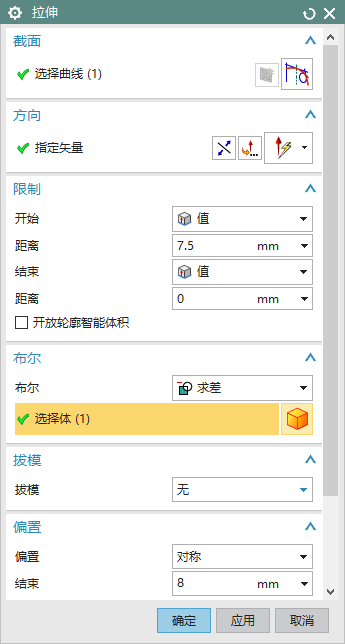 拉伸
截面
选择曲线 (1)
方向
指定矢量
限制
开始 值
距离 7.5 mm
结束 值
距离 0 mm
开放轮廓智能体积
布尔
布尔 求差
选择体 (1)
拔模
拔模 无
偏置
偏置 对称
结束 8 mm
确定 应用 取消